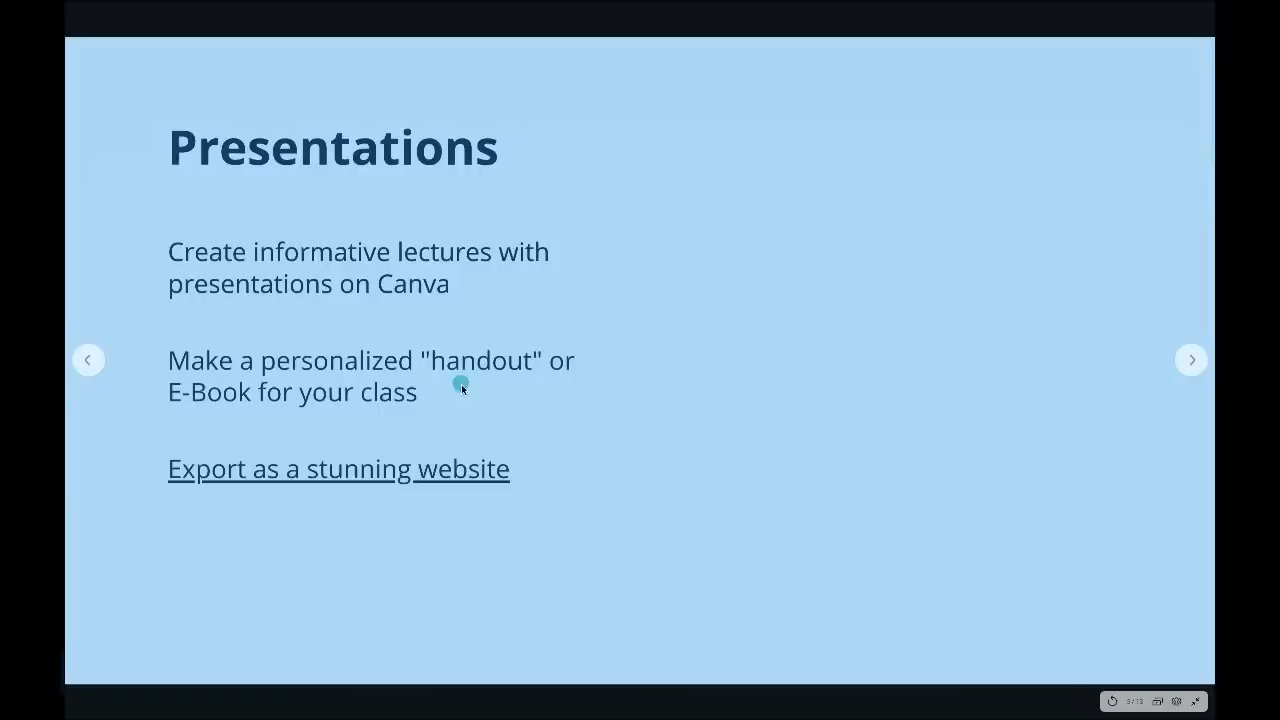 Presentations
Create informative lectures with
presentations on Canva
Make a personalized "handout" or
E-Book for your class
Export as a stunning website